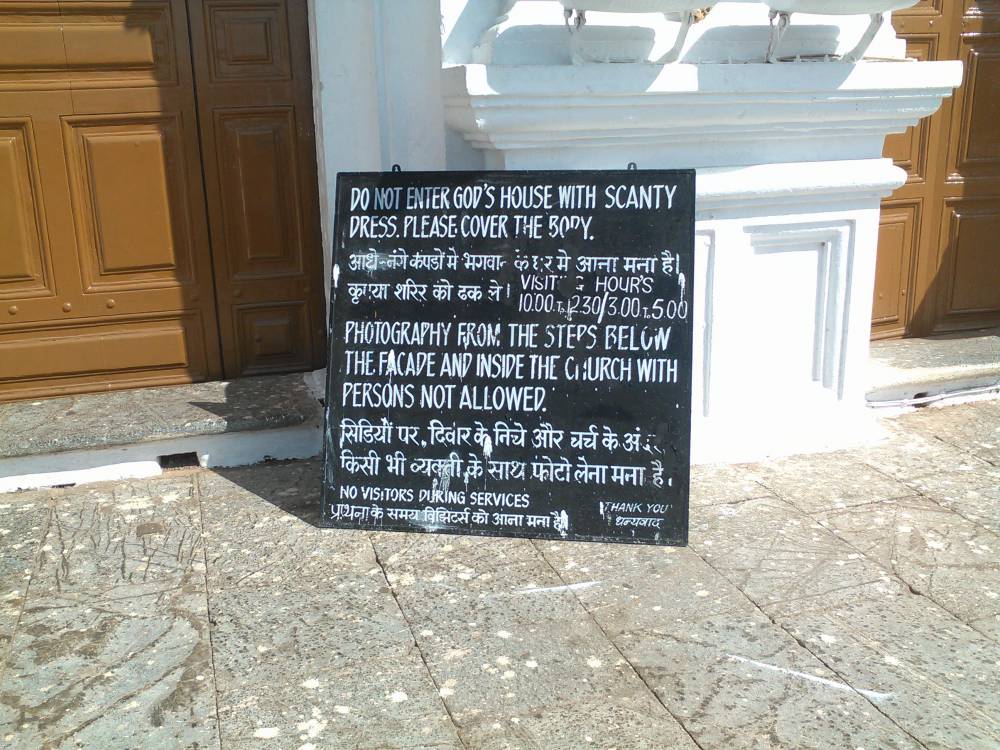 DO NOT ENTER GOD'S HOUSE WITH SCANTY
DRESS. PLEASE COVER THE BODY.
आधे-नंगे कंपडों मे भगवान के घर मे आना मना है।
कृपया शरिर को ढक ले।
VISITING HOUR'S
10.00 To 12.30/3.00 To 5.00
PHOTOGRAPHY FROM THE STEPS BELOW
THE FACADE AND INSIDE THE CHURCH WITH
PERSONS NOT ALLOWED.
सिडियों पर, दिवार के निचे और चर्च के अंदर
किसी भी व्यक्ती के साथ फोटो लेना मना है.
NO VISITORS DURING SERVICES
प्रार्थना के समय विझिटर्स को आना मना है
THANK YOU
धन्यवाद